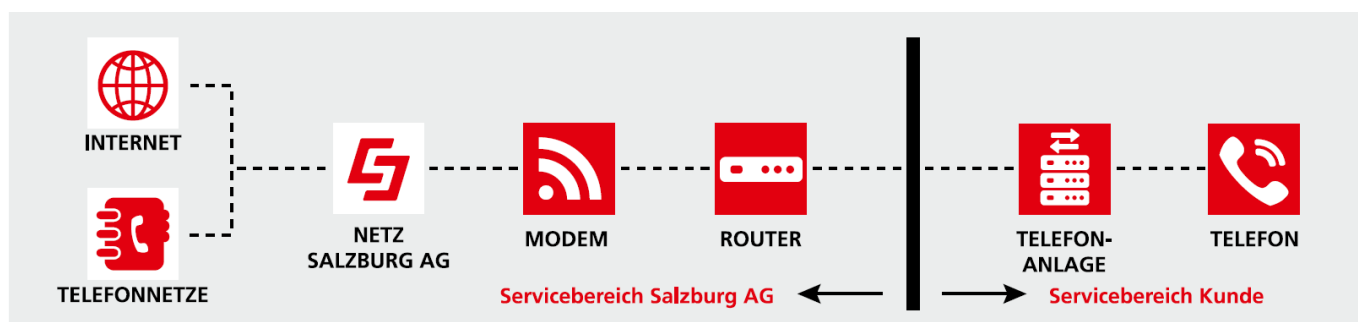 INTERNET
TELEFONNETZE
NETZ
SALZBURG AG
MODEM
ROUTER
TELEFON-
ANLAGE
TELEFON
Servicebereich Salzburg AG
Servicebereich Kunde